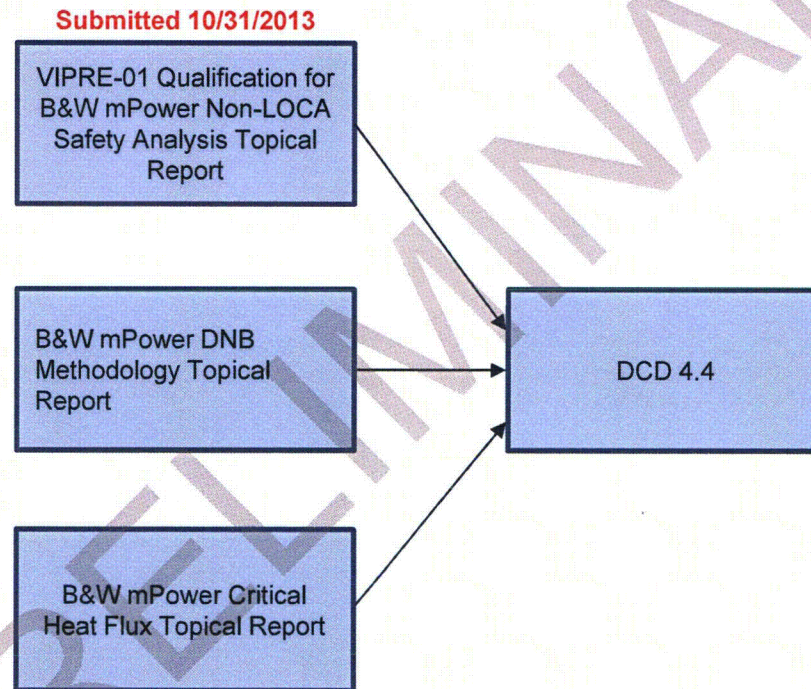 Submitted 10/31/2013
VIPRE-01 Qualification for
B&W mPower Non-LOCA
Safety Analysis Topical
Report
B&W mPower DNB
Methodology Topical
Report
DCD 4.4
B&W mPower Critical
Heat Flux Topical Report